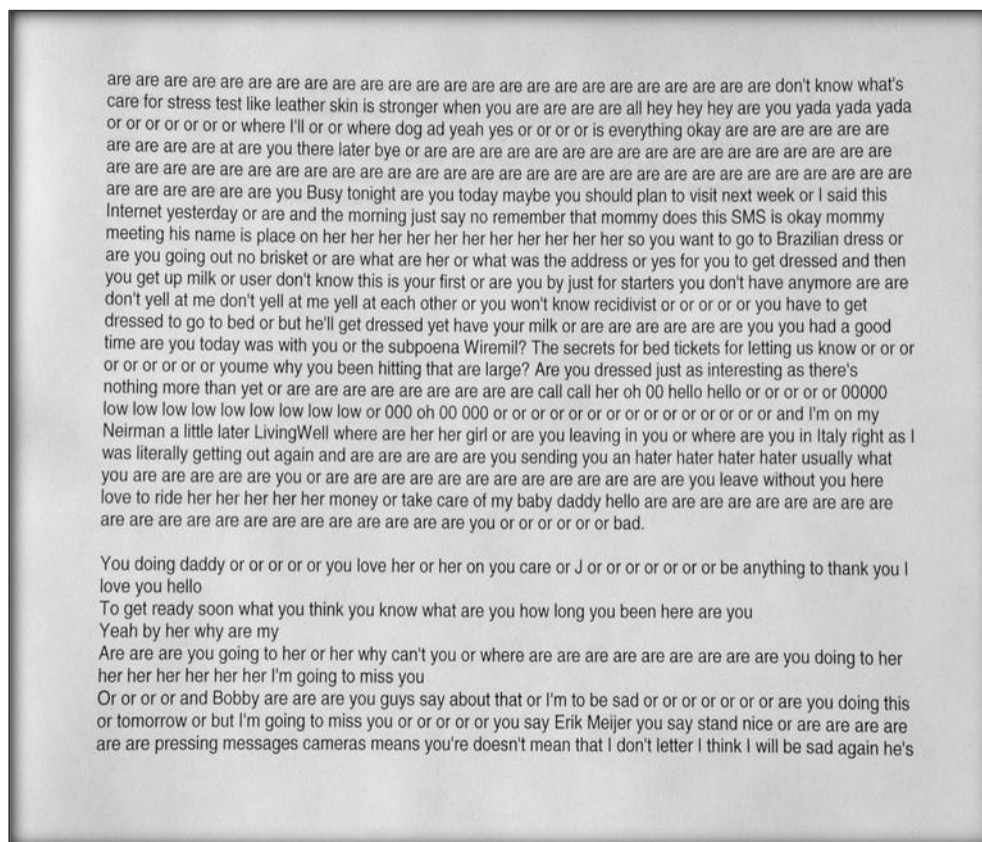 are are are are are are are are are are are are are are are are are are are are are are are are don't know what's
care for stress test like leather skin is stronger when you are are are are all hey hey hey are you yada yada yada
or or or or or or or where I'll or or where dog ad yeah yes or or or or is everything okay are are are are are are
are are are are at are you there later bye or are are are are are are are are are are are are are are are are are
are are are are are are are are are are are are are are are are are are are are are are are are are are are are are
are are are are are are you Busy tonight are you today maybe you should plan to visit next week or I said this
Internet yesterday or are and the morning just say no remember that mommy does this SMS is okay mommy
meeting his name is place on her her her her her her her her her her her her so you want to go to Brazilian dress or
are you going out no brisket or are what are her or what was the address or yes for you to get dressed and then
you get up milk or user don't know this is your first or are you by just for starters you don't have anymore are are
don't yell at me don't yell at me yell at each other or you won't know recidivist or or or or or you have to get
dressed to go to bed or but he'll get dressed yet have your milk or are are are are are are you you had a good
time are you today was with you or the subpoena Wiremil? The secrets for bed tickets for letting us know or or or
or or or or or or youme why you been hitting that are large? Are you dressed just as interesting as there's
nothing more than yet or are are are are are are are are are call call her oh 00 hello hello or or or or or 00000
low low low low low low low low low low or 000 oh 00 000 or or or or or or or or or or or or or or and I'm on my
Neirman a little later LivingWell where are her her girl or are you leaving in you or where are you in Italy right as I
was literally getting out again and are are are are are you sending you an hater hater hater hater usually what
you are are are are are you or are are are are are are are are are are are are are you leave without you here
love to ride her her her her her money or take care of my baby daddy hello are are are are are are are are are
are are are are are are are are are are are are are you or or or or or or bad.
You doing daddy or or or or or you love her or her on you care or J or or or or or or or be anything to thank you I
love you hello
To get ready soon what you think you know what are you how long you been here are you
Yeah by her why are my
Are are are you going to her or her why can't you or where are are are are are are are are are you doing to her
her her her her her her I'm going to miss you
Or or or or and Bobby are are are you guys say about that or I'm to be sad or or or or or or or are you doing this
or tomorrow or but I'm going to miss you or or or or or you say Erik Meijer you say stand nice or are are are are
are are pressing messages cameras means you're doesn't mean that I don't letter I think I will be sad again he's